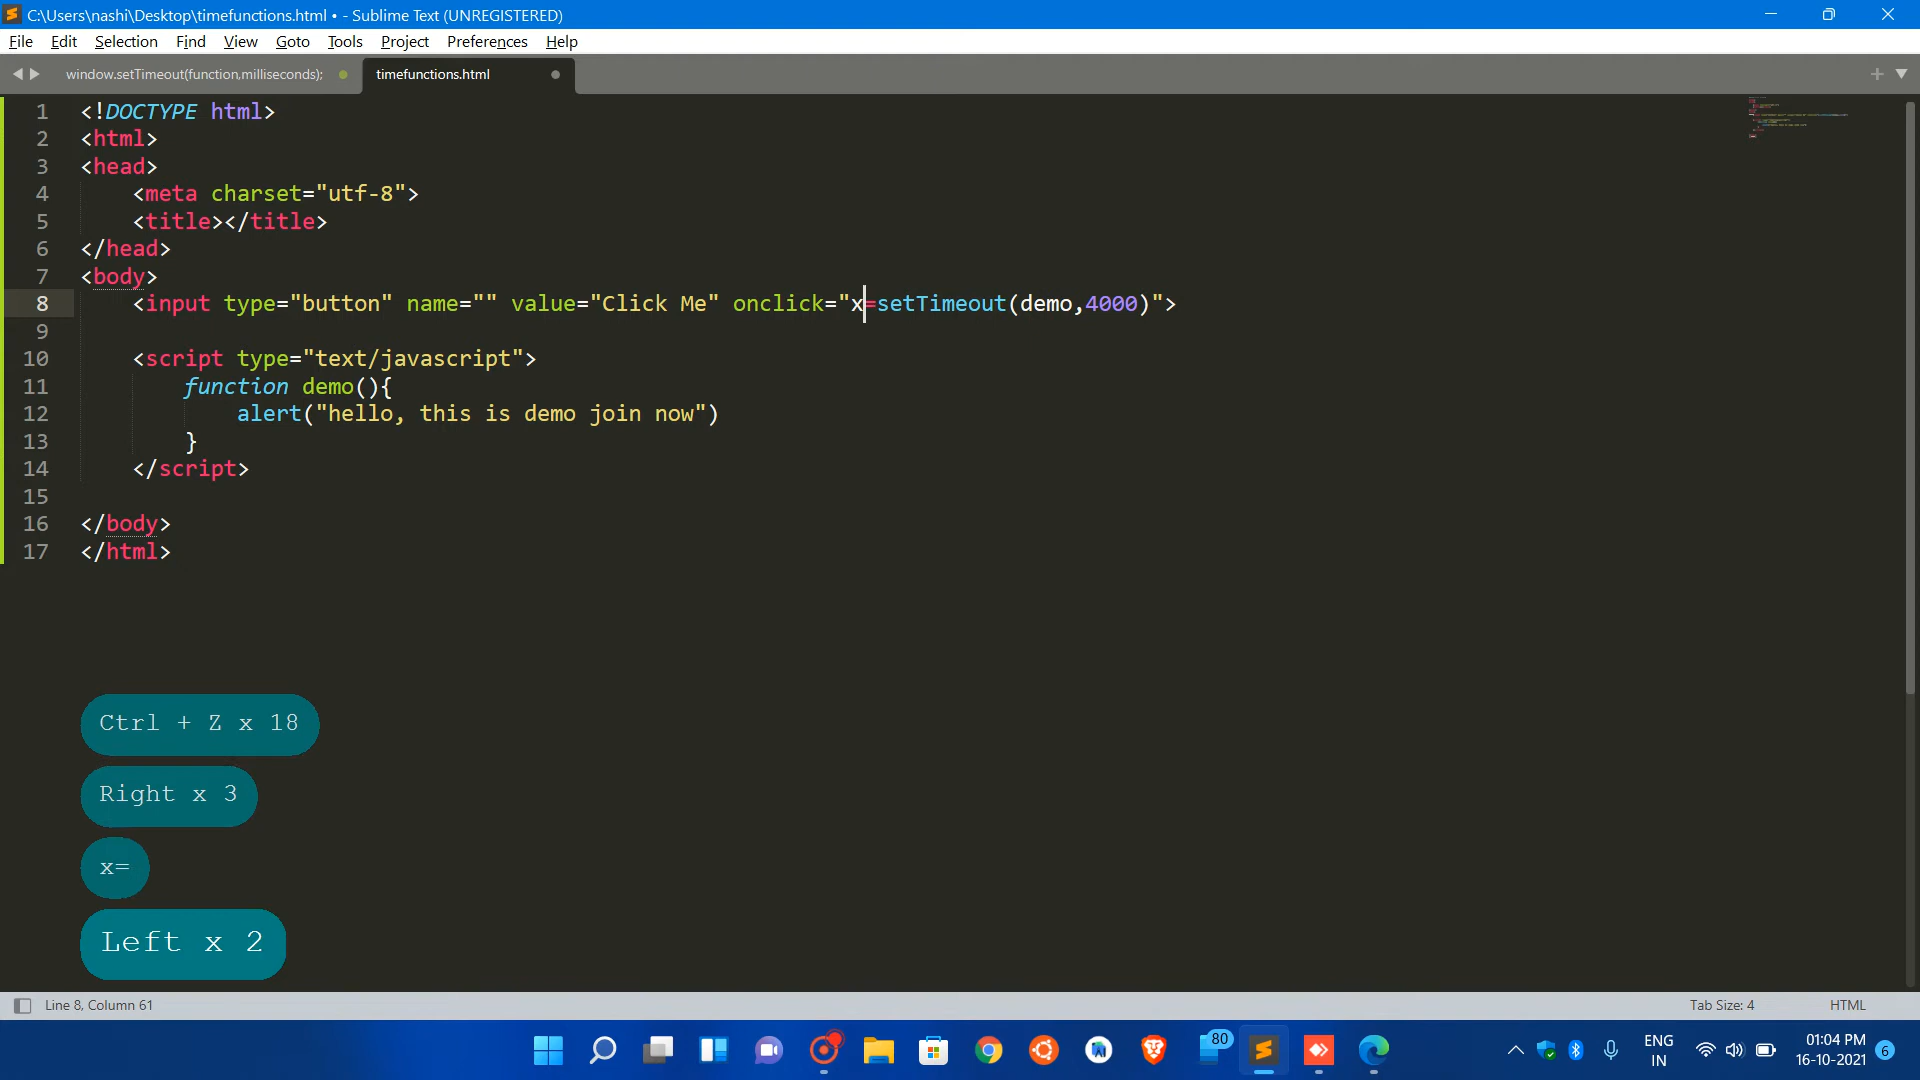 C:\Users\nashi\Desktop\timefunctions.html • - Sublime Text (UNREGISTERED)
File Edit Selection Find View Goto Tools Project Preferences Help
window.setTimeout(function,milliseconds);
timefunctions.html
1 <!DOCTYPE html>
2 <html>
3 <head>
4 <meta charset="utf-8">
5 <title></title>
6 </head>
7 <body>
8 <input type="button" name="" value="Click Me" onclick="x=setTimeout(demo,4000)">
9
10 <script type="text/javascript">
11 function demo(){
12 alert("hello, this is demo join now")
13 }
14 </script>
15
16 </body>
17 </html>
Ctrl + Z x 18
Right x 3
x=
Left x 2
Line 8, Column 61
Tab Size: 4
HTML
80
ENG
IN
01:04 PM
16-10-2021
6